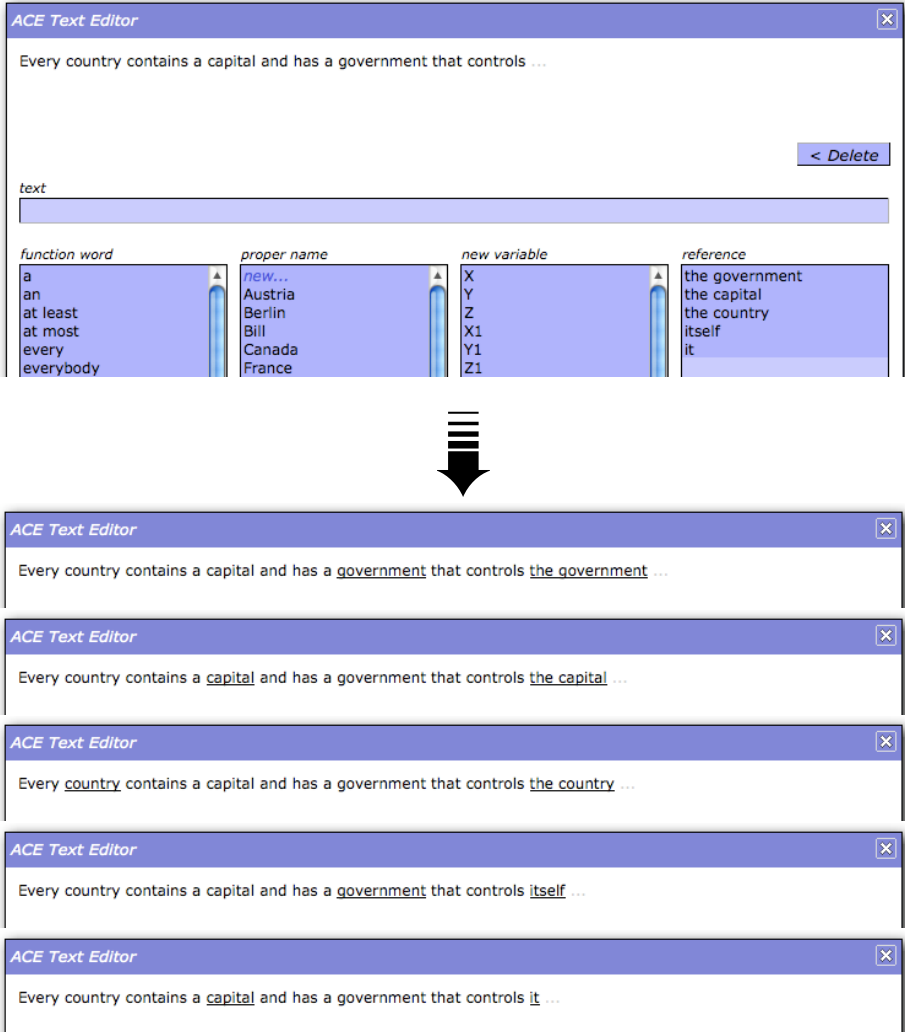 ACE Text Editor
Every country contains a capital and has a government that controls ...
< Delete
text
function word proper name new variable reference
a new... X the government
an Austria Y the capital
at least Berlin Z the country
at most Bill X1 itself
every Canada Y1 it
everybody France Z1
ACE Text Editor
Every country contains a capital and has a government that controls the government ...
ACE Text Editor
Every country contains a capital and has a government that controls the capital ...
ACE Text Editor
Every country contains a capital and has a government that controls the country ...
ACE Text Editor
Every country contains a capital and has a government that controls itself ...
ACE Text Editor
Every country contains a capital and has a government that controls it ...